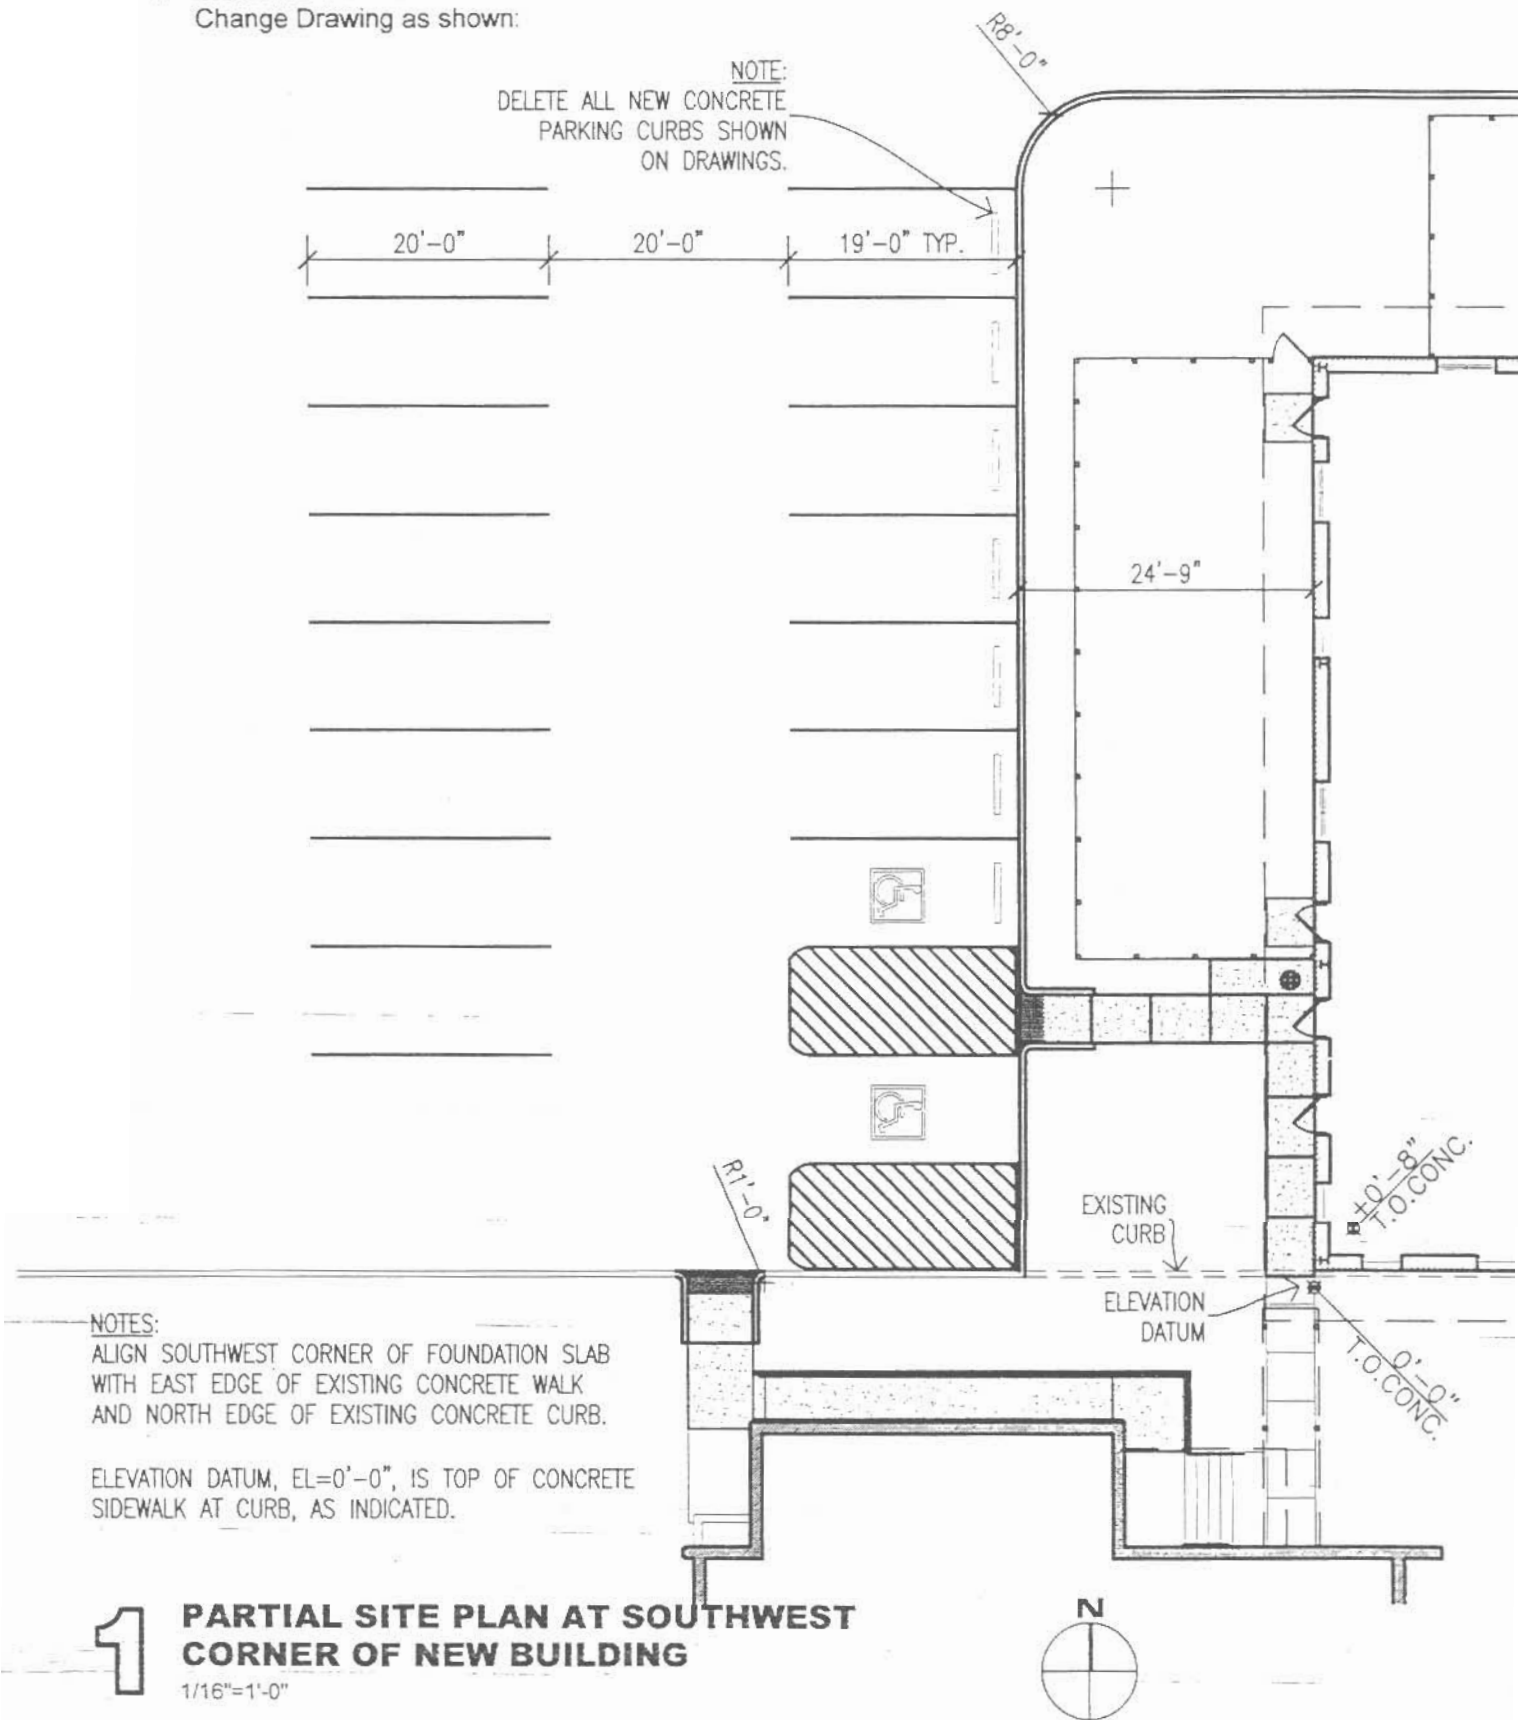 Change Drawing as shown:
R8'-0"
NOTE:
DELETE ALL NEW CONCRETE
PARKING CURBS SHOWN
ON DRAWINGS.
20'-0"
20'-0"
19'-0" TYP.
24'-9"
R1'-0"
EXISTING
CURB
+0'-8"
T.O.CONC.
ELEVATION
DATUM
0'-0"
T.O.CONC.
NOTES:
ALIGN SOUTHWEST CORNER OF FOUNDATION SLAB
WITH EAST EDGE OF EXISTING CONCRETE WALK
AND NORTH EDGE OF EXISTING CONCRETE CURB.
ELEVATION DATUM, EL=0'-0", IS TOP OF CONCRETE
SIDEWALK AT CURB, AS INDICATED.
1
PARTIAL SITE PLAN AT SOUTHWEST
CORNER OF NEW BUILDING
1/16"=1'-0"
N